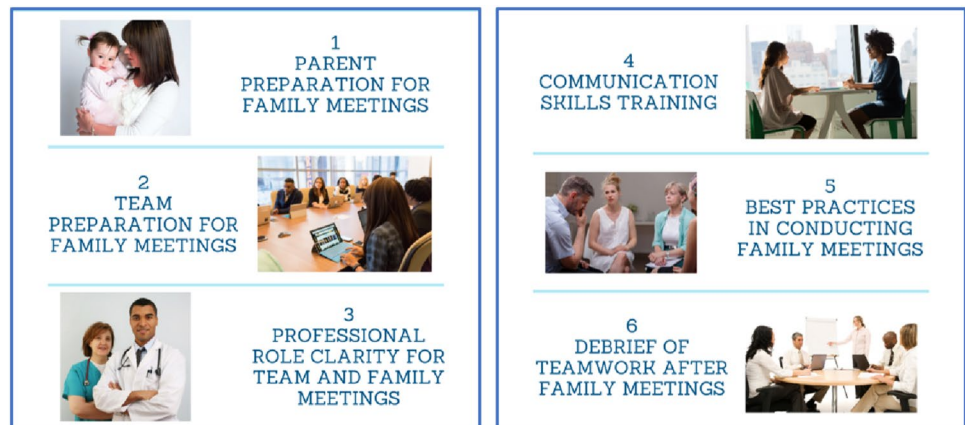 1
PARENT
PREPARATION FOR
FAMILY MEETINGS
2
TEAM
PREPARATION FOR
FAMILY MEETINGS
3
PROFESSIONAL
ROLE CLARITY FOR
TEAM AND FAMILY
MEETINGS
4
COMMUNICATION
SKILLS TRAINING
5
BEST PRACTICES
IN CONDUCTING
FAMILY MEETINGS
6
DEBRIEF OF
TEAMWORK AFTER
FAMILY MEETINGS